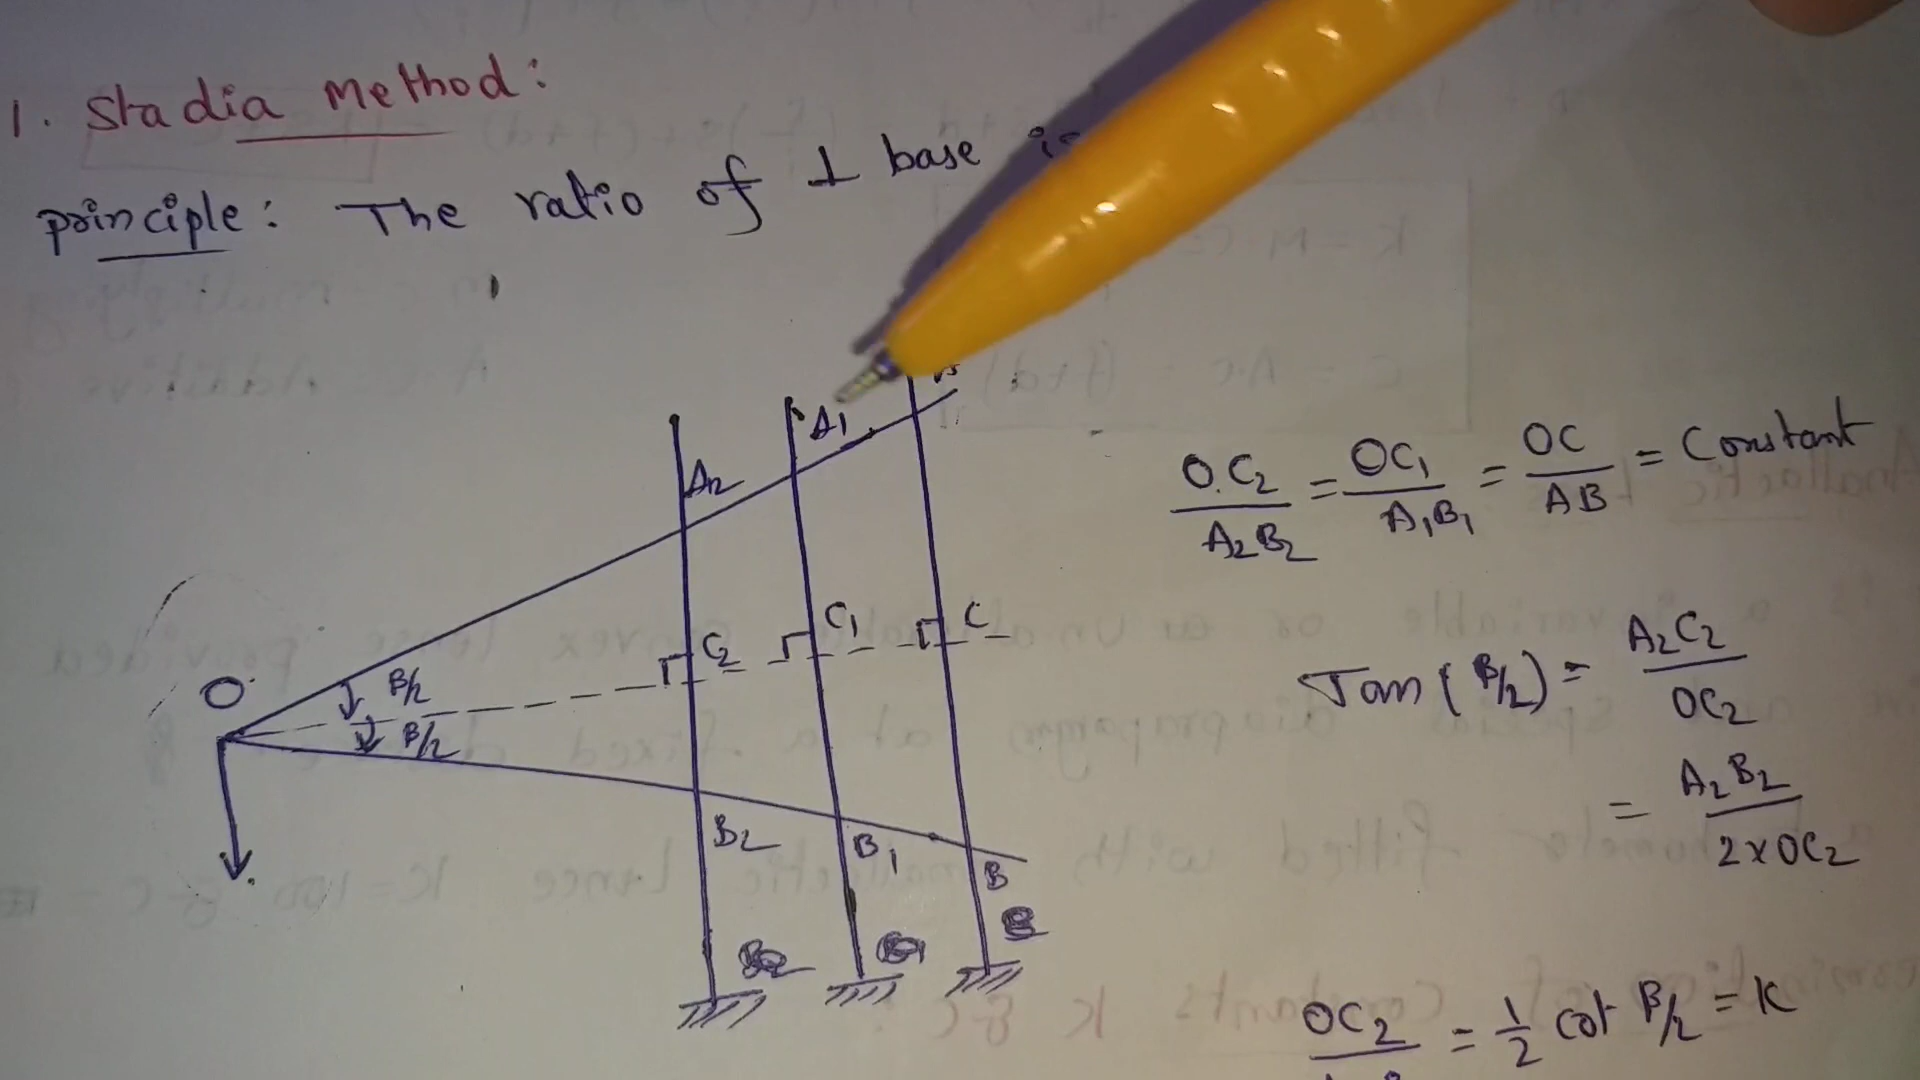 1. Stadia Method:
principle: The ratio of ⊥ base
A1
A2
O.C2/A2B2 = OC1/A1B1 = OC/AB = Constant
C2 C1 C
O
β/2
β/2
Tan (β/2) = A2C2/OC2
= A2B2/2×OC2
B2 B1 B
OC2 = 1/2 cot β/2 = K